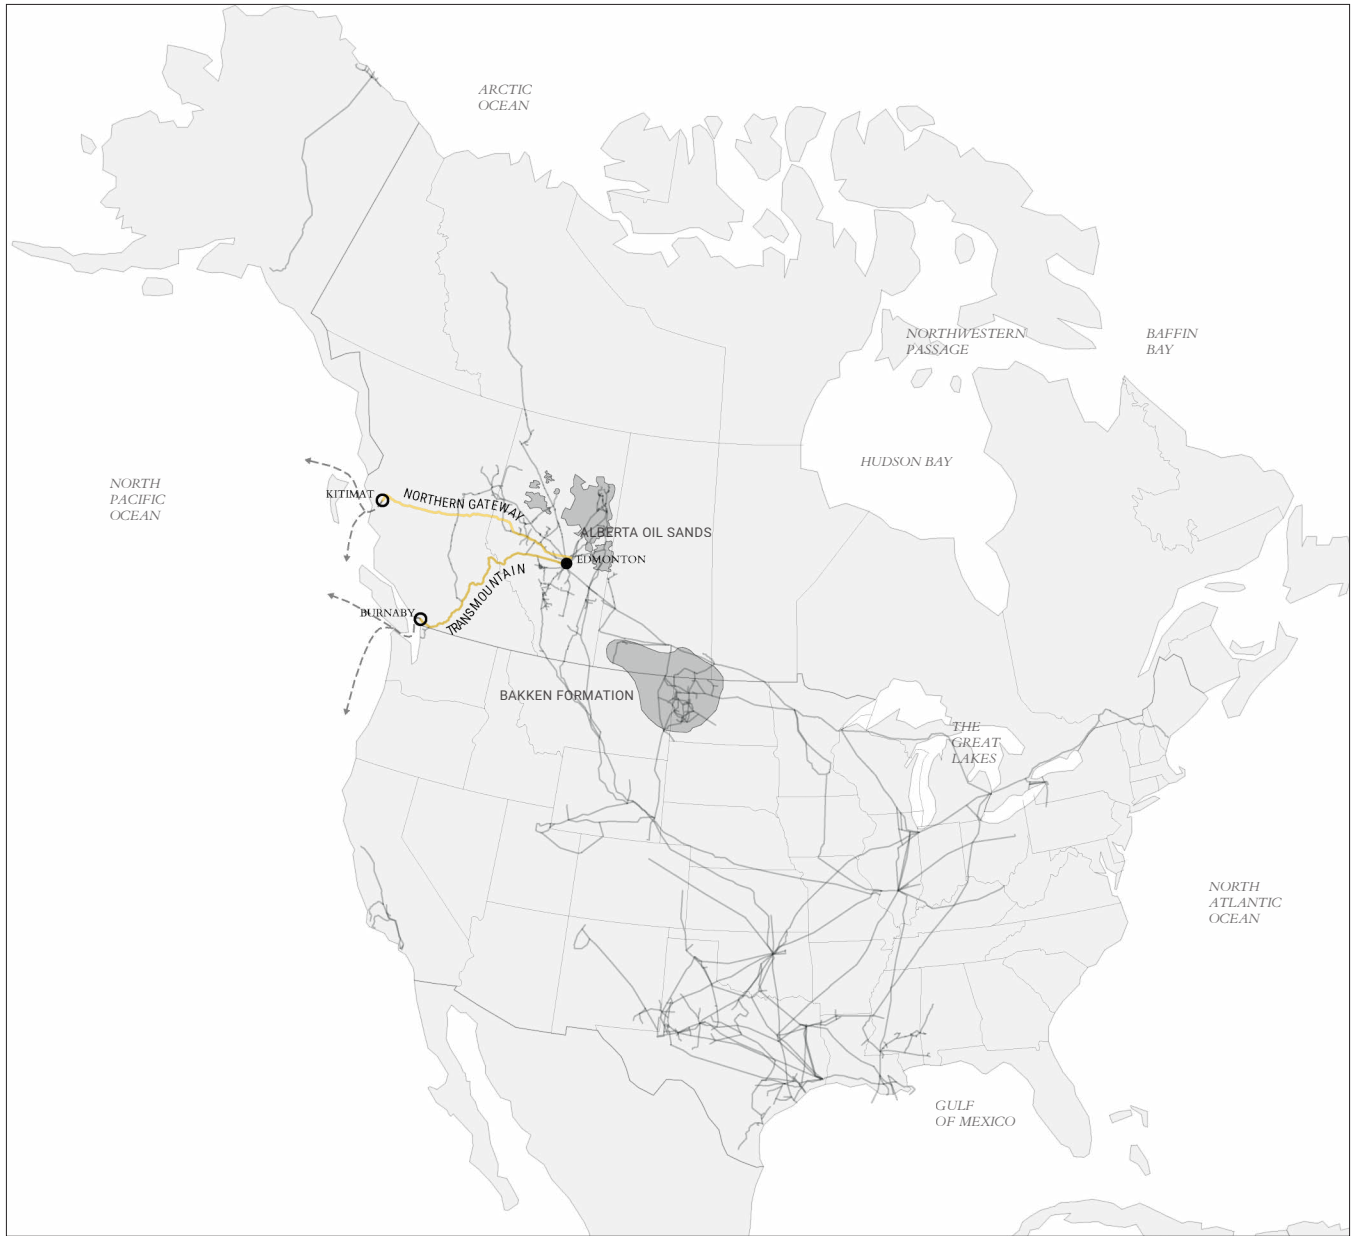 ARCTIC
OCEAN
NORTHWESTERN
PASSAGE
BAFFIN
BAY
HUDSON BAY
NORTH
PACIFIC
OCEAN
KITIMAT
NORTHERN GATEWAY
ALBERTA OIL SANDS
EDMONTON
TRANSMOUNTAIN
BURNABY
BAKKEN FORMATION
THE
GREAT
LAKES
NORTH
ATLANTIC
OCEAN
GULF
OF MEXICO